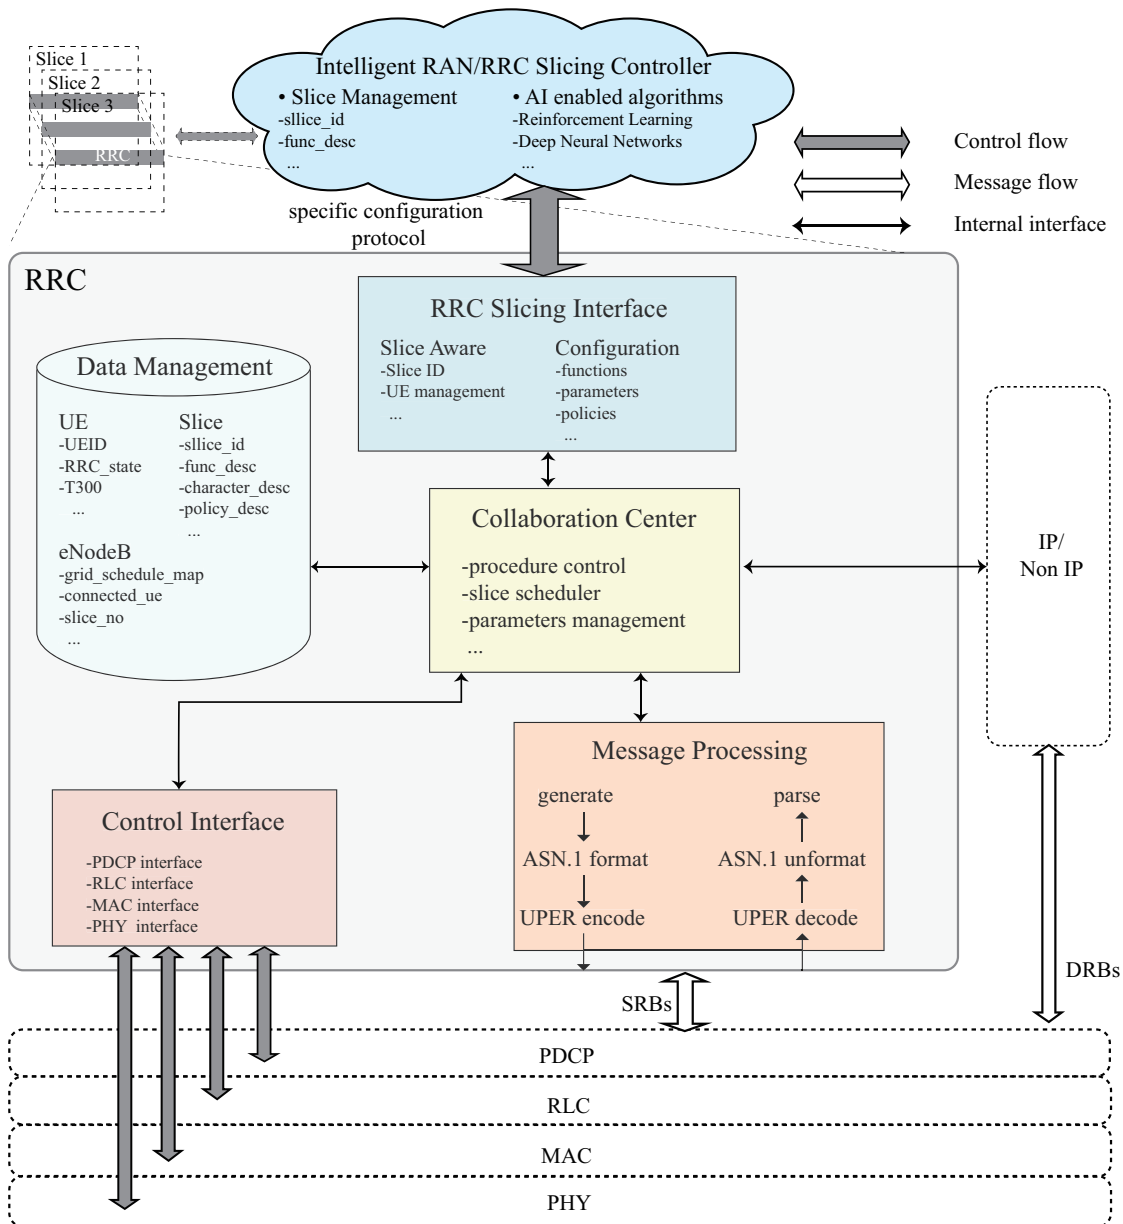 Slice 1
Slice 2
Slice 3
RRC
Intelligent RAN/RRC Slicing Controller
• Slice Management
-sllice_id
-func_desc
...
• AI enabled algorithms
-Reinforcement Learning
-Deep Neural Networks
...
Control flow
Message flow
Internal interface
specific configuration
protocol
RRC
RRC Slicing Interface
Slice Aware
-Slice ID
-UE management
...
Configuration
-functions
-parameters
-policies
...
Data Management
UE
-UEID
-RRC_state
-T300
...
Slice
-sllice_id
-func_desc
-character_desc
-policy_desc
...
eNodeB
-grid_schedule_map
-connected_ue
-slice_no
...
Collaboration Center
-procedure control
-slice scheduler
-parameters management
...
IP/
Non IP
Control Interface
-PDCP interface
-RLC interface
-MAC interface
-PHY  interface
Message Processing
generate
ASN.1 format
UPER encode
parse
ASN.1 unformat
UPER decode
SRBs
DRBs
PDCP
RLC
MAC
PHY